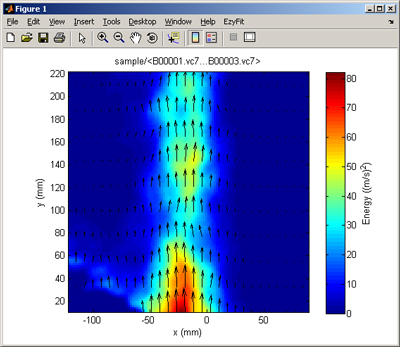 Figure 1
File Edit View Insert Tools Desktop Window Help EzyFit
sample/<B00001.vc7...B00003.vc7>
220
200
180
160
140
120
100
80
60
40
20
y (mm)
-100 -50 0 50
x (mm)
80
70
60
50
40
30
20
10
0
Energy ((m/s)²)